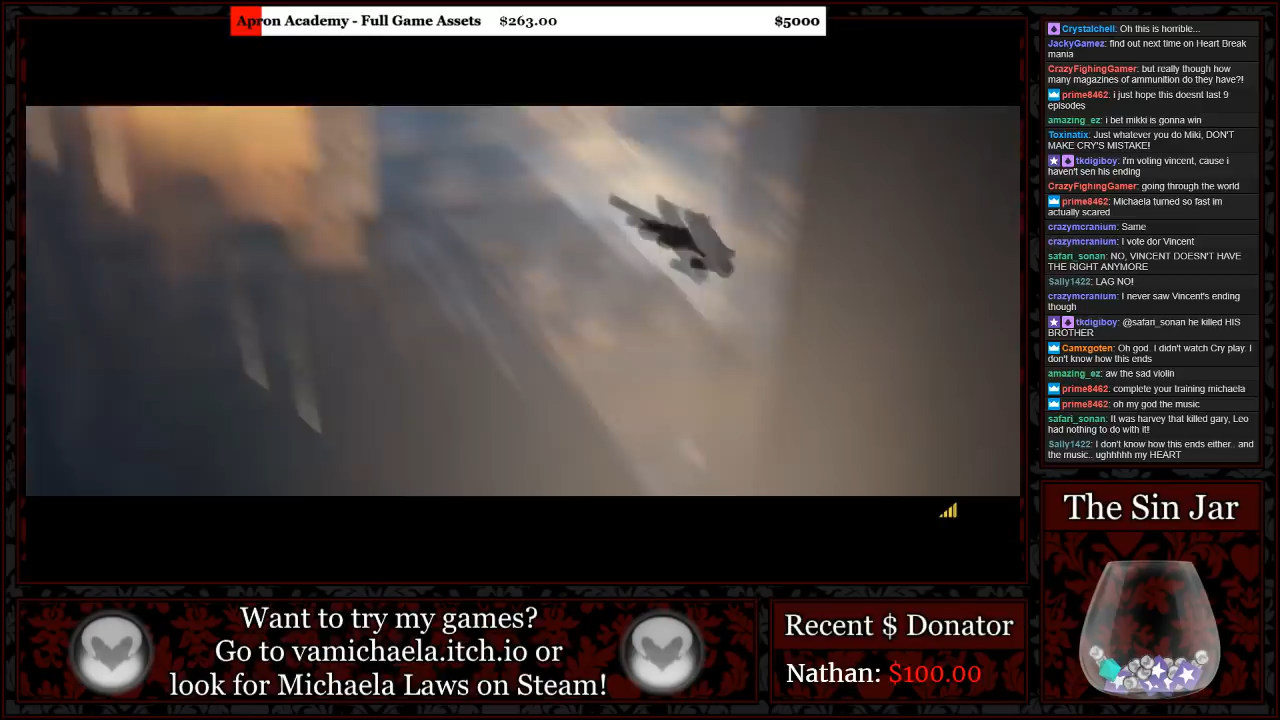 Apron Academy - Full Game Assets $263.00 $5000
Crystalchell: Oh this is horrible...
JackyGamez: find out next time on Heart Break
mania
CrazyFighingGamer: but really though how
many magazines of ammunition do they have?!
prime8462: i just hope this doesnt last 9
episodes
amazing_ez: i bet mikki is gonna win
Toxinatix: Just whatever you do Miki, DON'T
MAKE CRY'S MISTAKE!
tkdigiboy: i'm voting vincent, cause i
haven't sen his ending
CrazyFighingGamer: going through the world
prime8462: Michaela turned so fast im
actually scared
crazymcranium: Same
crazymcranium: I vote dor Vincent
safari_sonan: NO, VINCENT DOESN'T HAVE
THE RIGHT ANYMORE
Sally1422: LAG NO!
crazymcranium: I never saw Vincent's ending
though
tkdigiboy: @safari_sonan he killed HIS
BROTHER
Camxgoten: Oh god. I didn't watch Cry play. I
don't know how this ends
amazing_ez: aw the sad violin
prime8462: complete your training michaela
prime8462: oh my god the music
safari_sonan: It was harvey that killed gary, Leo
had nothing to do with it!
Sally1422: I don't know how this ends either.. and
the music.. ughhhhh my HEART
The Sin Jar
Want to try my games?
Go to vamichaela.itch.io or
look for Michaela Laws on Steam!
Recent $ Donator
Nathan: $100.00